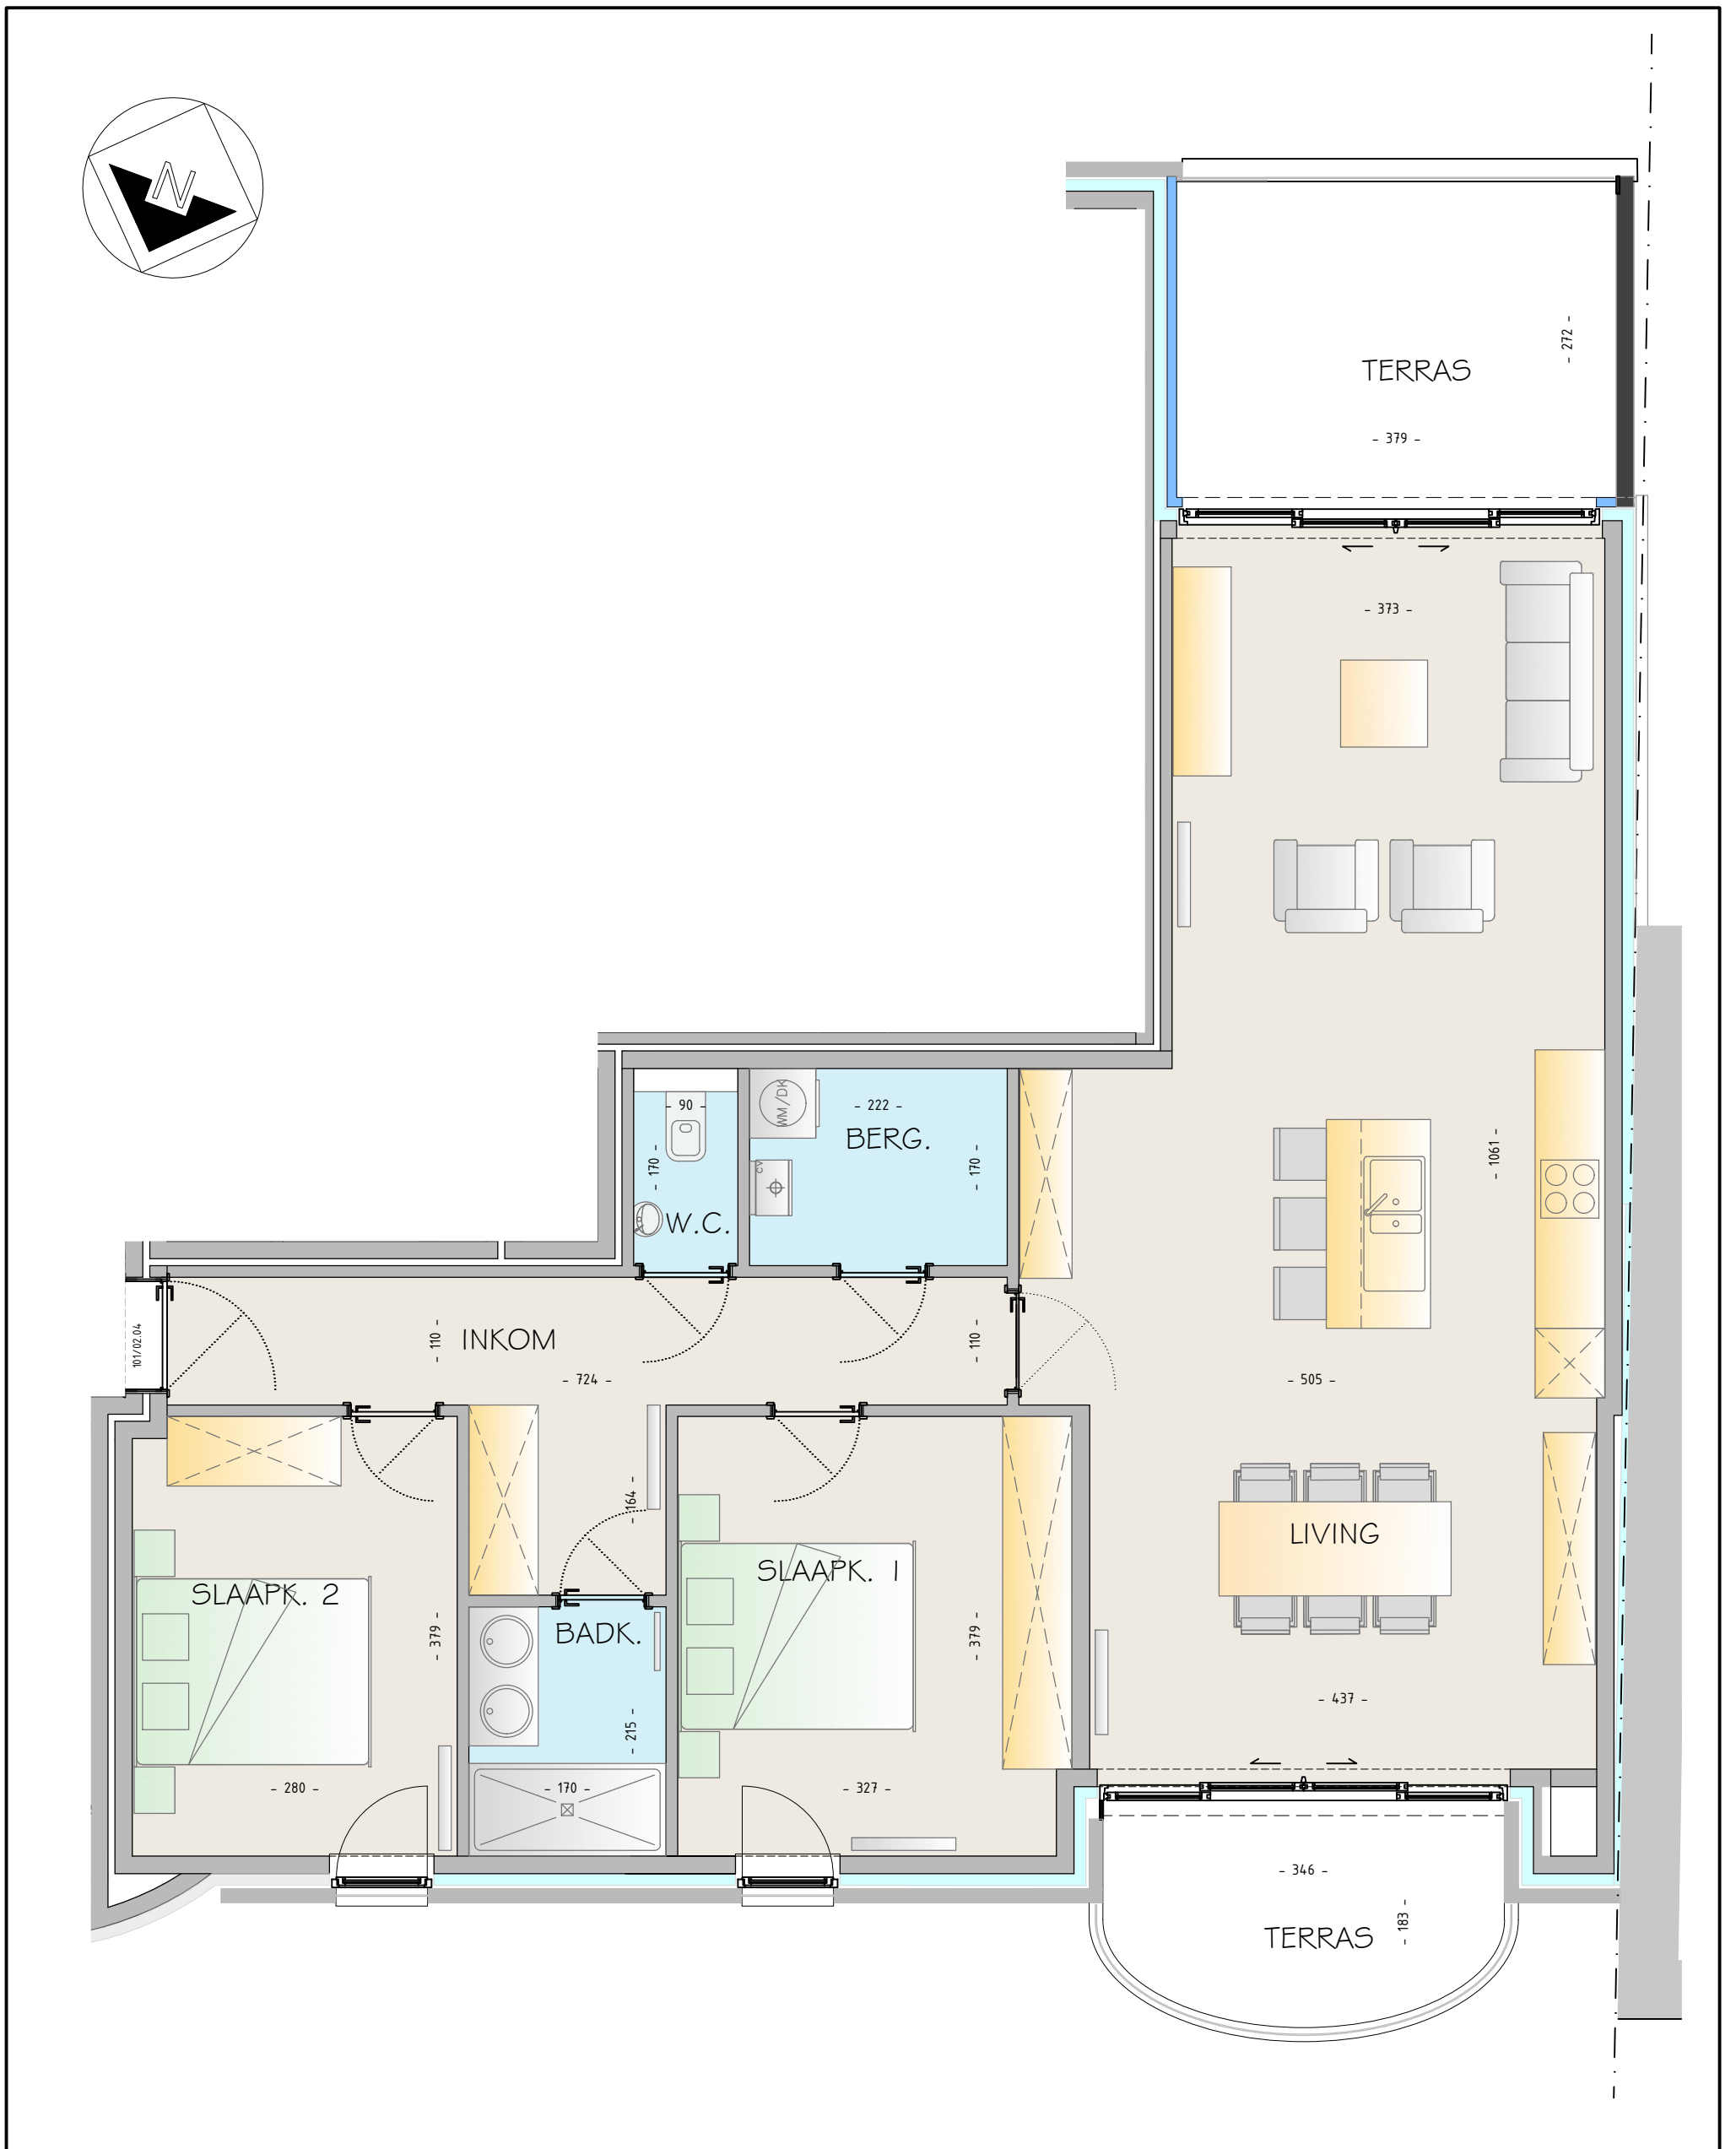 N
TERRAS
- 272 -
- 379 -
- 373 -
WM/DK
- 90 -
- 222 -
BERG.
- 170 -
- 170 -
CV
W.C.
- 1061 -
101/02.04
- 110 -
INKOM
- 110 -
- 724 -
- 505 -
- 164 -
LIVING
SLAAPK. 1
SLAAPK. 2
BADK.
- 379 -
- 379 -
- 437 -
- 215 -
- 280 -
- 170 -
- 327 -
- 346 -
- 183 -
TERRAS